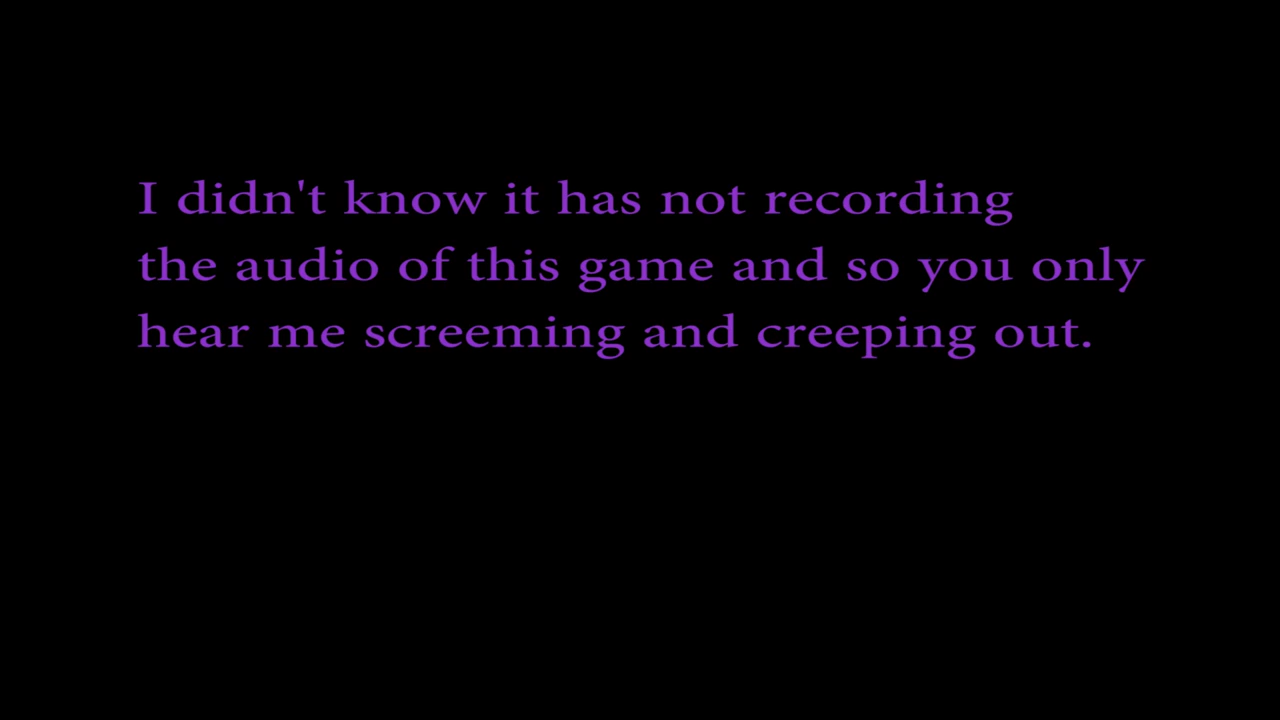 I didn't know it has not recording
the audio of this game and so you only
hear me screeming and creeping out.